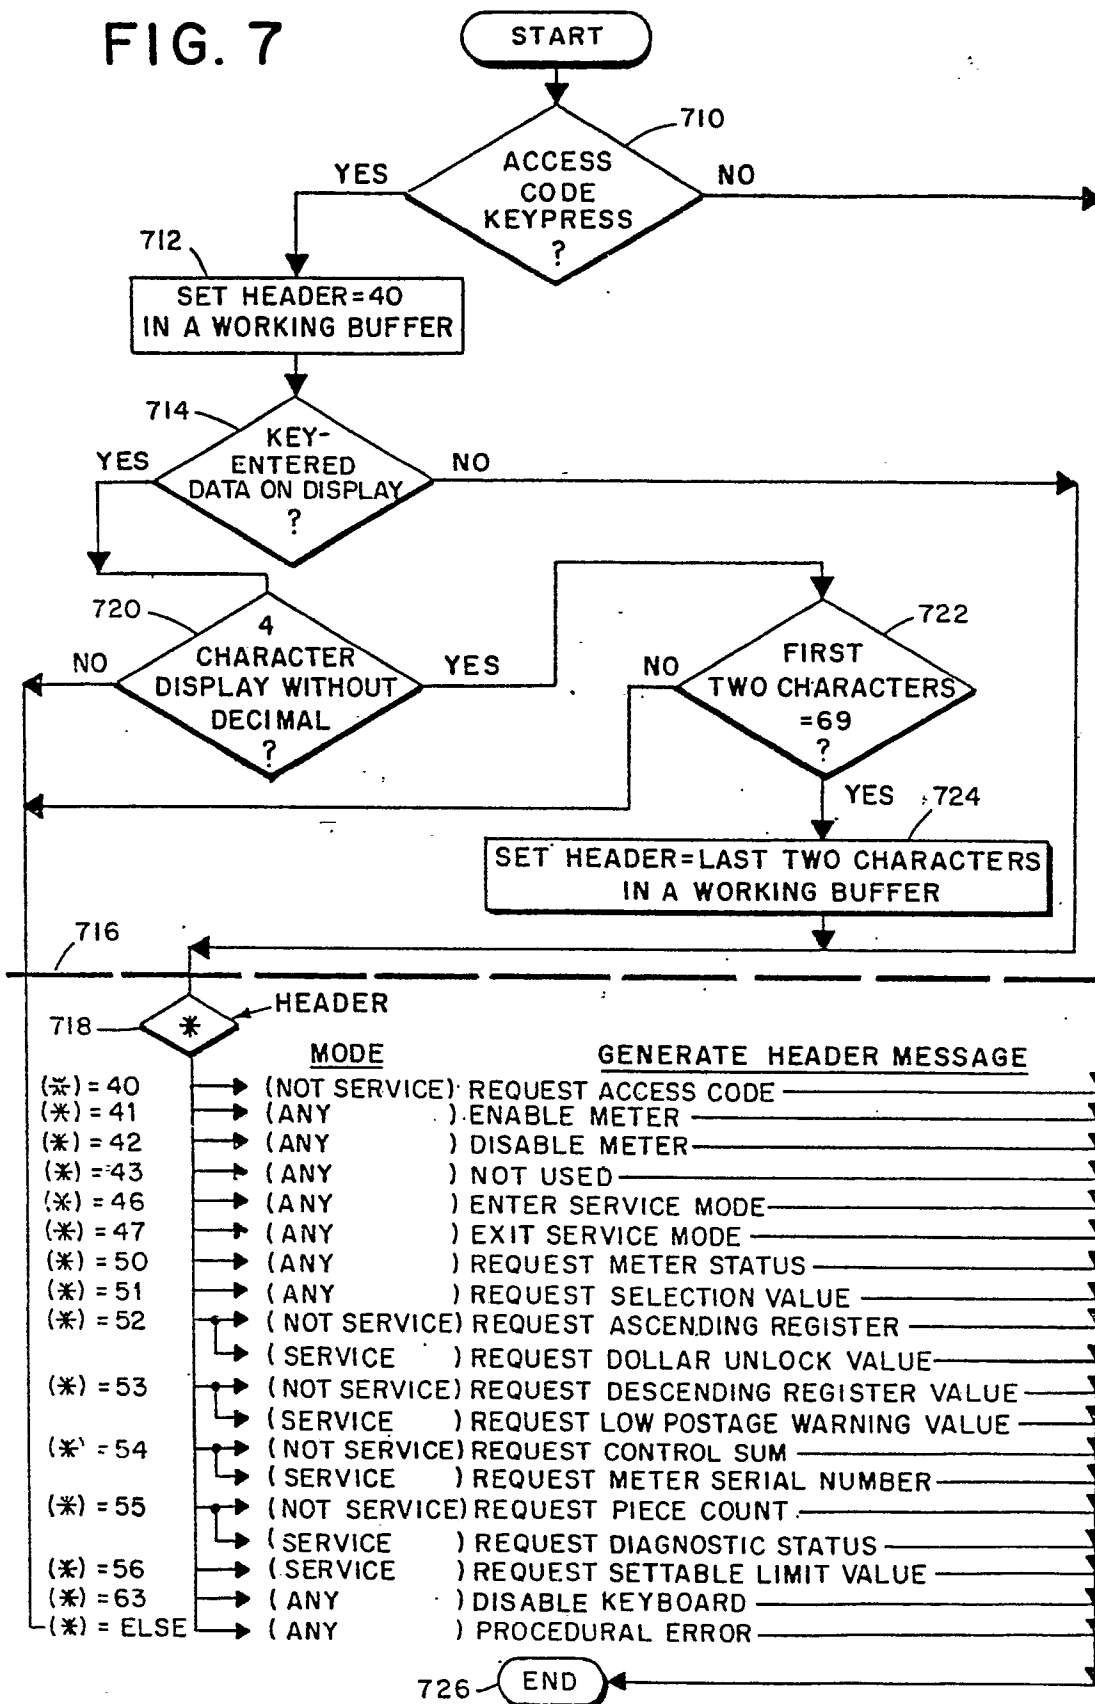 FIG. 7
START
710
ACCESS
CODE
KEYPRESS
?
YES
NO
712
SET HEADER=40
IN A WORKING BUFFER
714
KEY-
ENTERED
DATA ON DISPLAY
?
YES
NO
720
4
CHARACTER
DISPLAY WITHOUT
DECIMAL
?
NO
YES
722
FIRST
TWO CHARACTERS
=69
?
NO
YES
724
SET HEADER=LAST TWO CHARACTERS
IN A WORKING BUFFER
716
718
*
HEADER
MODE GENERATE HEADER MESSAGE
(*) = 40 (NOT SERVICE) REQUEST ACCESS CODE
(*) = 41 (ANY ) ENABLE METER
(*) = 42 (ANY ) DISABLE METER
(*) = 43 (ANY ) NOT USED
(*) = 46 (ANY ) ENTER SERVICE MODE
(*) = 47 (ANY ) EXIT SERVICE MODE
(*) = 50 (ANY ) REQUEST METER STATUS
(*) = 51 (ANY ) REQUEST SELECTION VALUE
(*) = 52 (NOT SERVICE) REQUEST ASCENDING REGISTER
(SERVICE ) REQUEST DOLLAR UNLOCK VALUE
(*) = 53 (NOT SERVICE) REQUEST DESCENDING REGISTER VALUE
(SERVICE ) REQUEST LOW POSTAGE WARNING VALUE
(*) = 54 (NOT SERVICE) REQUEST CONTROL SUM
(SERVICE ) REQUEST METER SERIAL NUMBER
(*) = 55 (NOT SERVICE) REQUEST PIECE COUNT
(SERVICE ) REQUEST DIAGNOSTIC STATUS
(*) = 56 (SERVICE ) REQUEST SETTABLE LIMIT VALUE
(*) = 63 (ANY ) DISABLE KEYBOARD
(*) = ELSE (ANY ) PROCEDURAL ERROR
726 END